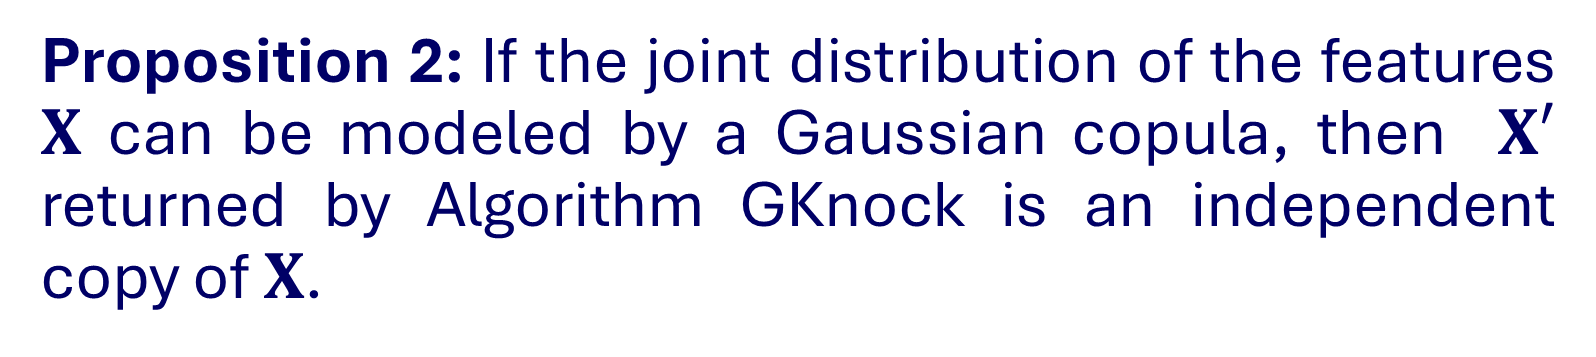 Proposition 2: If the joint distribution of the features
X can be modeled by a Gaussian copula, then X′
returned by Algorithm GKnock is an independent
copy of X.